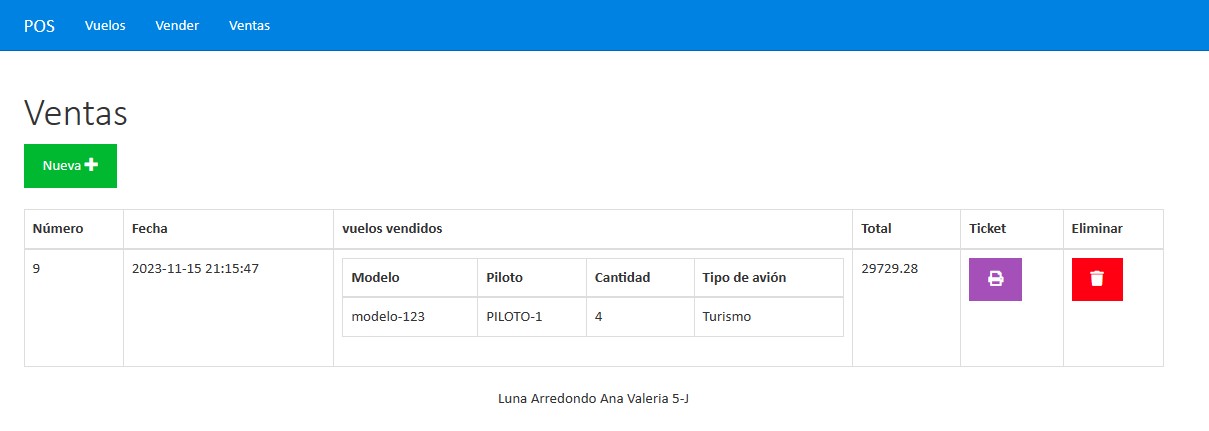 POS Vuelos Vender Ventas
Ventas
Nueva
Número Fecha vuelos vendidos Total Ticket Eliminar
9 2023-11-15 21:15:47 29729.28
Modelo Piloto Cantidad Tipo de avión
modelo-123 PILOTO-1 4 Turismo
Luna Arredondo Ana Valeria 5-J